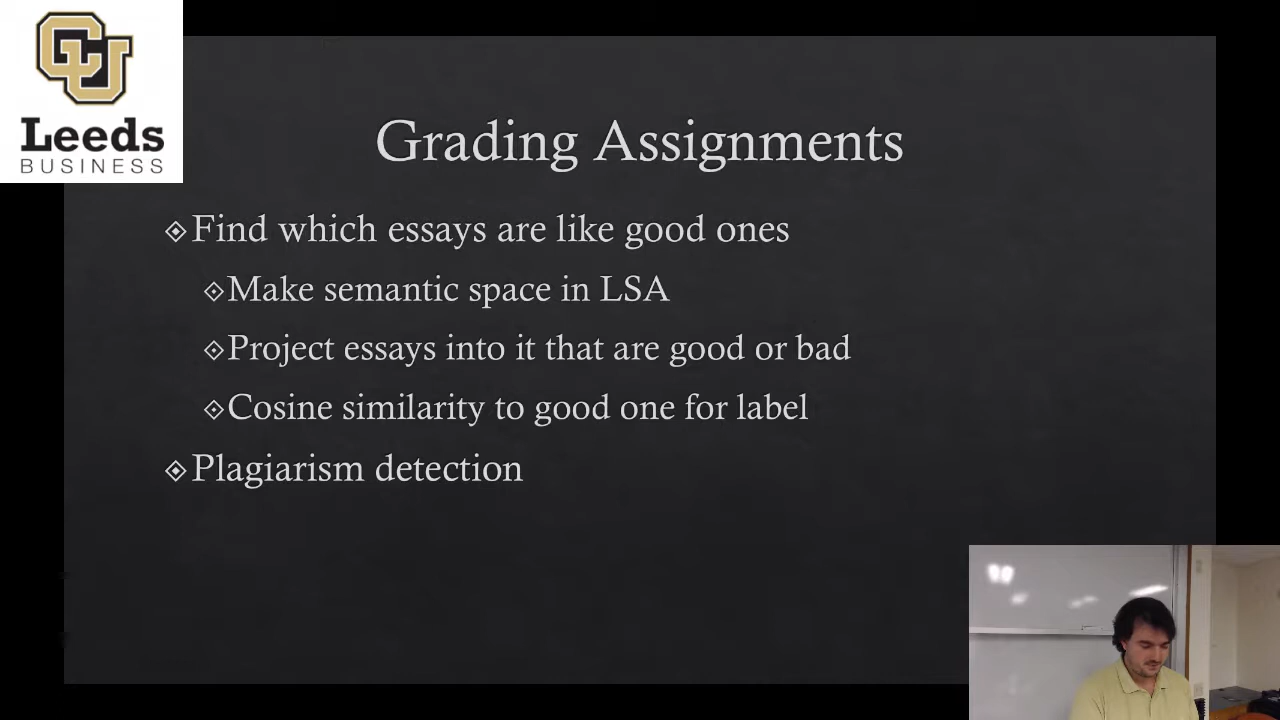 CU
Leeds
BUSINESS
Grading Assignments
Find which essays are like good ones
Make semantic space in LSA
Project essays into it that are good or bad
Cosine similarity to good one for label
Plagiarism detection